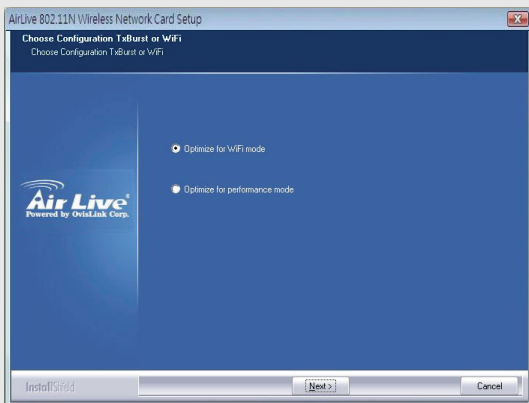 AirLive 802.11N Wireless Network Card Setup
Choose Configuration TxBurst or WiFi
Choose Configuration TxBurst or WiFi
Optimize for WiFi mode
Optimize for performance mode
Air Live
Powered by OvisLink Corp.
InstallShield
Next >
Cancel